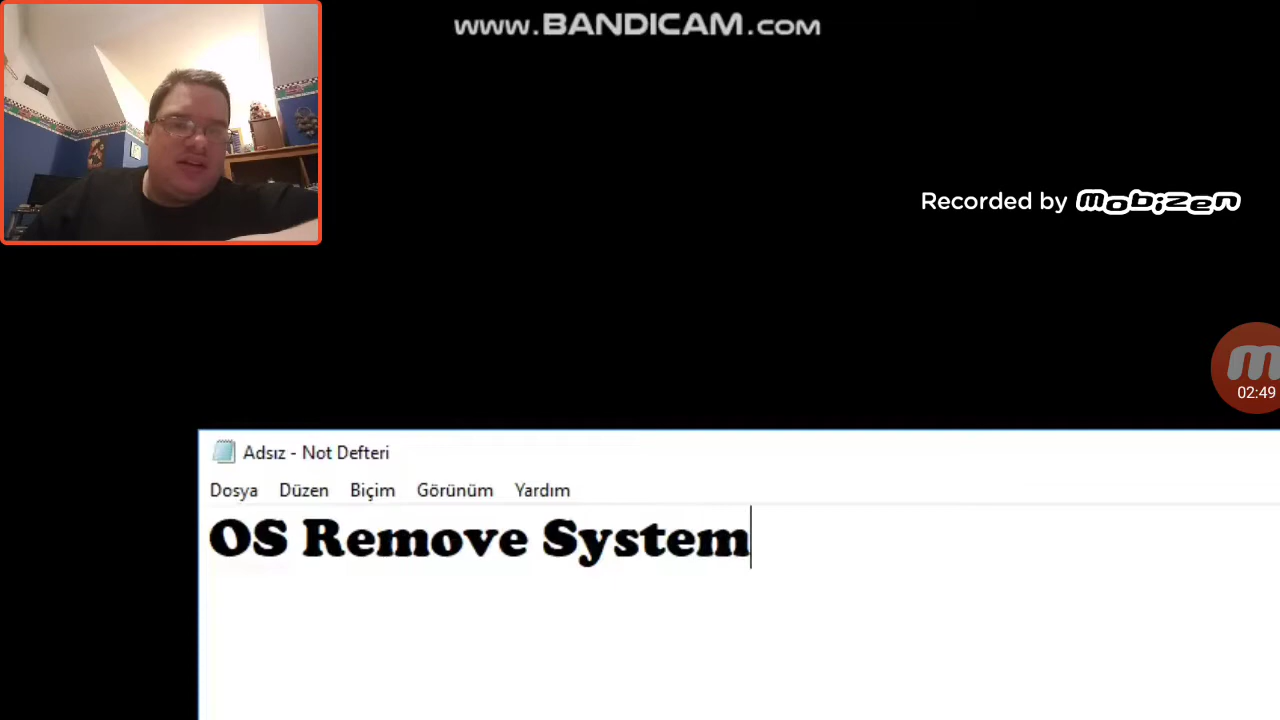 www.BANDICAM.com
Recorded by mobizen
02:49
Adsız - Not Defteri
Dosya Düzen Biçim Görünüm Yardım
OS Remove System